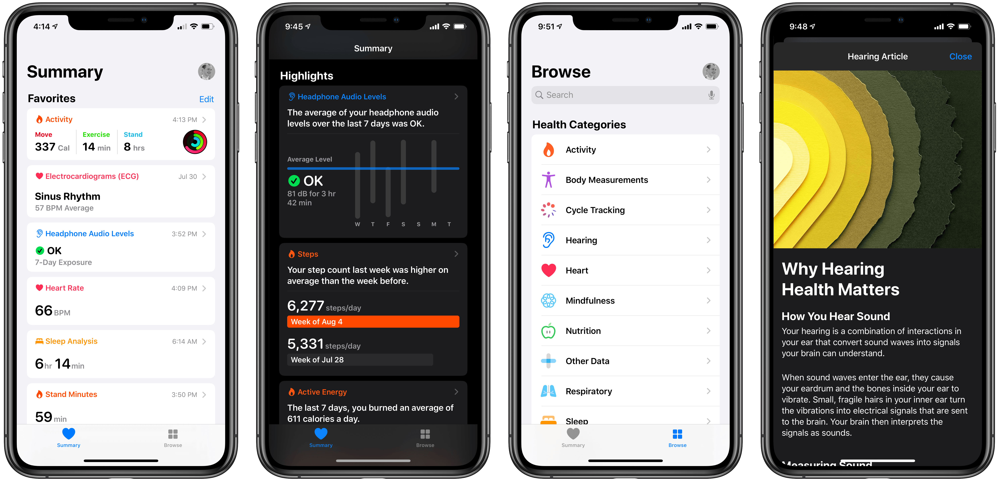 4:14
Summary
Favorites
Edit
Activity
4:13 PM
Move
Exercise
Stand
337 Cal
14 min
8 hrs
Electrocardiograms (ECG)
Jul 30
Sinus Rhythm
57 BPM Average
Headphone Audio Levels
3:52 PM
OK
7-Day Exposure
Heart Rate
4:09 PM
66 BPM
Sleep Analysis
6:14 AM
6hr 14min
Stand Minutes
3:50 PM
59 min
Summary
Browse
9:45
Summary
Highlights
Headphone Audio Levels
The average of your headphone audio
levels over the last 7 days was OK.
Average Level
OK
81 dB for 3 hr
42 min
W T F S S M T
Steps
Your step count last week was higher on
average than the week before.
6,277 steps/day
Week of Aug 4
5,331 steps/day
Week of Jul 28
Active Energy
The last 7 days, you burned an average of
611 calories a day.
Summary
Browse
9:51
Browse
Search
Health Categories
Activity
Body Measurements
Cycle Tracking
Hearing
Heart
Mindfulness
Nutrition
Other Data
Respiratory
Sleep
Summary
Browse
9:48
Hearing Article
Close
Why Hearing
Health Matters
How You Hear Sound
Your hearing is a combination of interactions in
your ear that convert sound waves into signals
your brain can understand.
When sound waves enter the ear, they cause
your eardrum and the bones inside your ear to
vibrate. Small, fragile hairs in your inner ear turn
the vibrations into electrical signals that are sent
to the brain. Your brain then interprets the
signals as sounds.
Measuring Sound